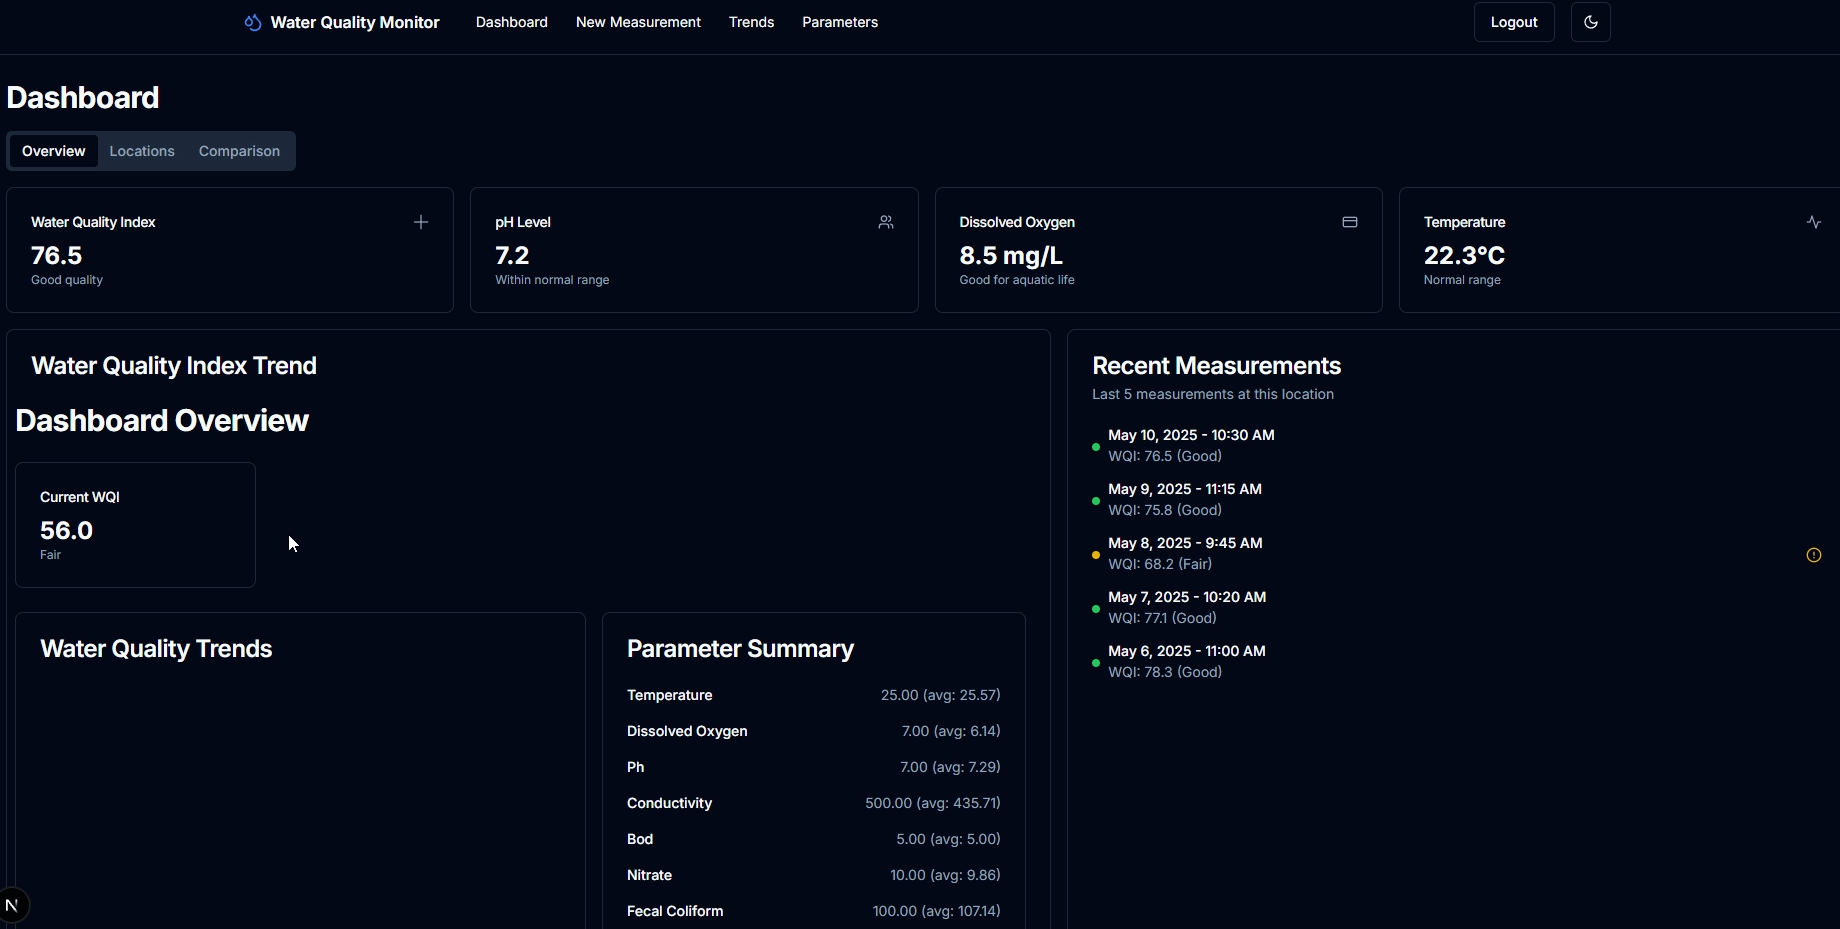 Water Quality Monitor
Dashboard
New Measurement
Trends
Parameters
Logout
Dashboard
Overview
Locations
Comparison
Water Quality Index
76.5
Good quality
pH Level
7.2
Within normal range
Dissolved Oxygen
8.5 mg/L
Good for aquatic life
Temperature
22.3°C
Normal range
Water Quality Index Trend
Dashboard Overview
Current WQI
56.0
Fair
Water Quality Trends
Parameter Summary
Temperature 25.00 (avg: 25.57)
Dissolved Oxygen 7.00 (avg: 6.14)
Ph 7.00 (avg: 7.29)
Conductivity 500.00 (avg: 435.71)
Bod 5.00 (avg: 5.00)
Nitrate 10.00 (avg: 9.86)
Fecal Coliform 100.00 (avg: 107.14)
Recent Measurements
Last 5 measurements at this location
May 10, 2025 - 10:30 AM
WQI: 76.5 (Good)
May 9, 2025 - 11:15 AM
WQI: 75.8 (Good)
May 8, 2025 - 9:45 AM
WQI: 68.2 (Fair)
May 7, 2025 - 10:20 AM
WQI: 77.1 (Good)
May 6, 2025 - 11:00 AM
WQI: 78.3 (Good)
N